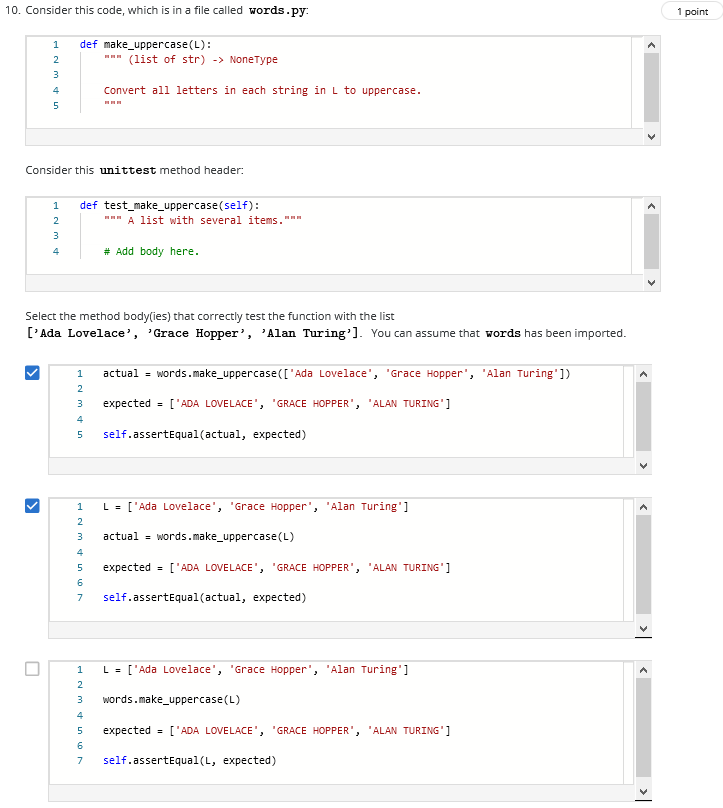 10. Consider this code, which is in a file called words.py:
1 point
1 def make_uppercase(L):
2 """ (list of str) -> NoneType
3
4 Convert all letters in each string in L to uppercase.
5 """
Consider this unittest method header:
1 def test_make_uppercase(self):
2 """ A list with several items."""
3
4 # Add body here.
Select the method body(ies) that correctly test the function with the list
[’Ada Lovelace’, ’Grace Hopper’, ’Alan Turing’]. You can assume that words has been imported.
1 actual = words.make_uppercase(['Ada Lovelace', 'Grace Hopper', 'Alan Turing'])
2
3 expected = ['ADA LOVELACE', 'GRACE HOPPER', 'ALAN TURING']
4
5 self.assertEqual(actual, expected)
1 L = ['Ada Lovelace', 'Grace Hopper', 'Alan Turing']
2
3 actual = words.make_uppercase(L)
4
5 expected = ['ADA LOVELACE', 'GRACE HOPPER', 'ALAN TURING']
6
7 self.assertEqual(actual, expected)
1 L = ['Ada Lovelace', 'Grace Hopper', 'Alan Turing']
2
3 words.make_uppercase(L)
4
5 expected = ['ADA LOVELACE', 'GRACE HOPPER', 'ALAN TURING']
6
7 self.assertEqual(L, expected)